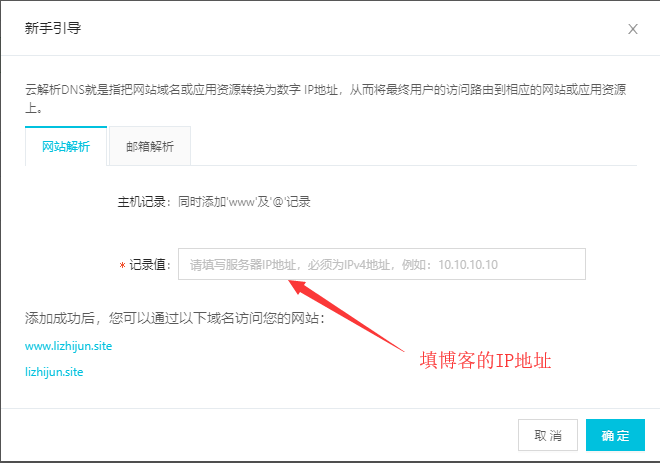 新手引导
X
云解析DNS就是指把网站域名或应用资源转换为数字 IP地址，从而将最终用户的访问路由到相应的网站或应用资源
上。
网站解析 邮箱解析
主机记录： 同时添加'www'及'@'记录
* 记录值： 请填写服务器IP地址，必须为IPv4地址，例如：10.10.10.10
添加成功后，您可以通过以下域名访问您的网站：
www.lizhijun.site
填博客的IP地址
lizhijun.site
取消 确定